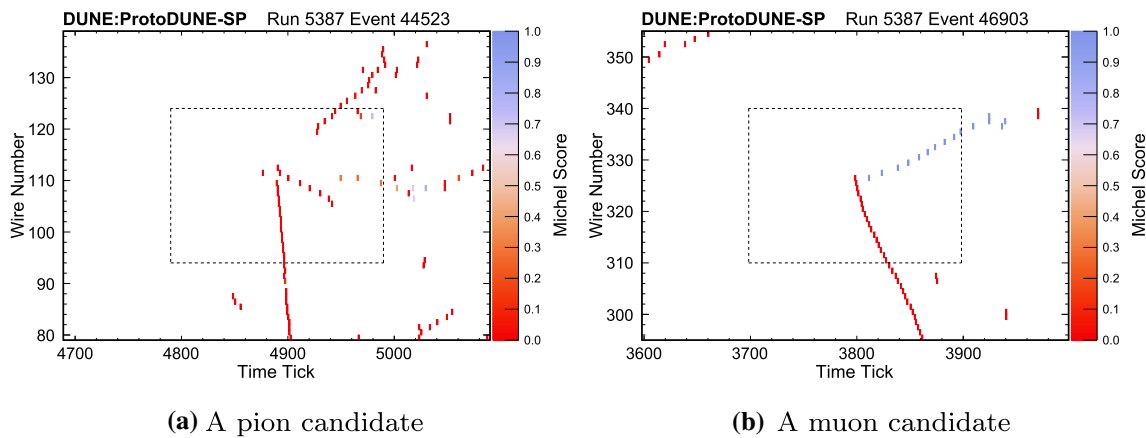 DUNE:ProtoDUNE-SP Run 5387 Event 44523
Wire Number
130
120
110
100
90
80
4700 4800 4900 5000
Time Tick
1.0
0.9
0.8
0.7
0.6
0.5
0.4
0.3
0.2
0.1
0.0
Michel Score
(a) A pion candidate
DUNE:ProtoDUNE-SP Run 5387 Event 46903
Wire Number
350
340
330
320
310
300
3600 3700 3800 3900
Time Tick
1.0
0.9
0.8
0.7
0.6
0.5
0.4
0.3
0.2
0.1
0.0
Michel Score
(b) A muon candidate